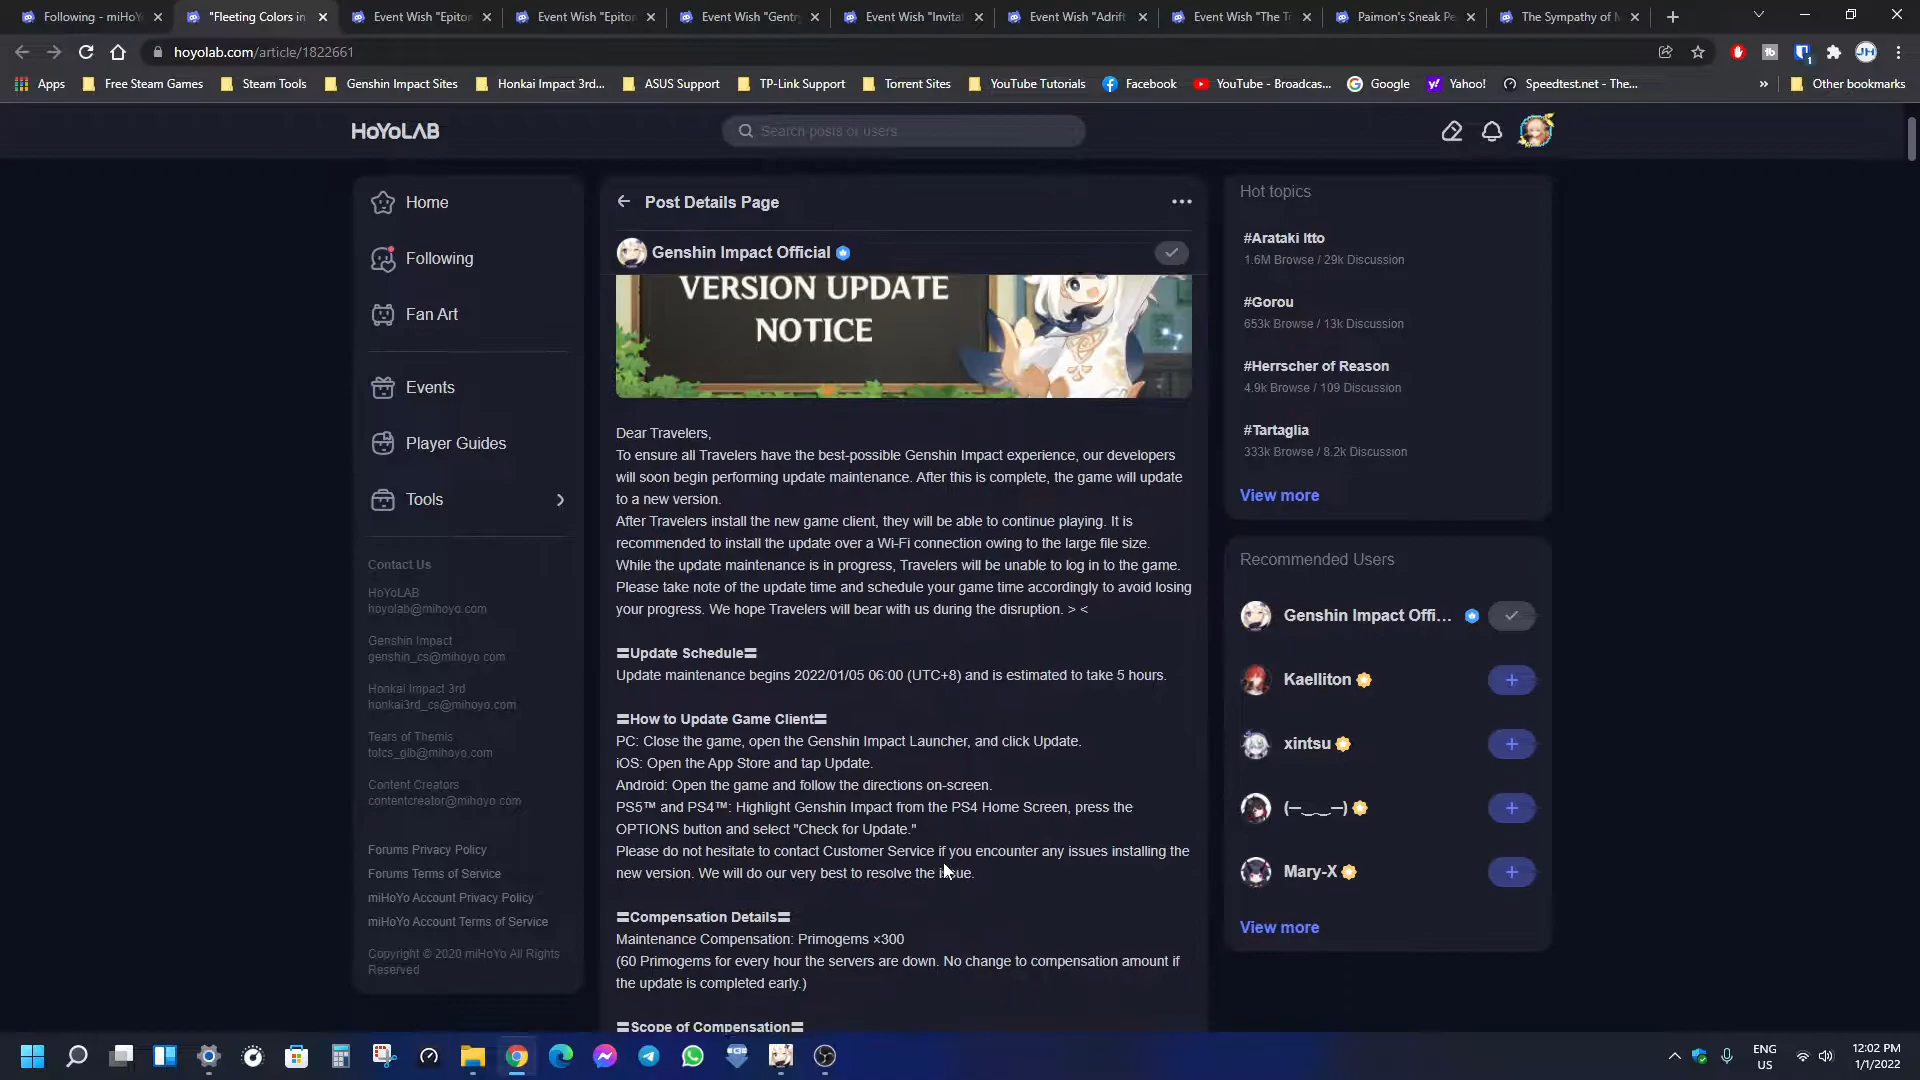 Following - miHoY
"Fleeting Colors in
Event Wish "Epiton
Event Wish "Epiton
Event Wish "Gentry
Event Wish "Invita
Event Wish "Adrift
Event Wish "The T
Paimon's Sneak Pe
The Sympathy of
hoyolab.com/article/1822661
JH
Apps
Free Steam Games
Steam Tools
Genshin Impact Sites
Honkai Impact 3rd...
ASUS Support
TP-Link Support
Torrent Sites
YouTube Tutorials
Facebook
YouTube - Broadcas...
Google
Yahoo!
Speedtest.net - The...
»
Other bookmarks
HoYoLAB
Search posts or users
Home
Following
Fan Art
Events
Player Guides
Tools
Contact Us
HoYoLAB
hoyolab@mihoyo.com
Genshin Impact
genshin_cs@mihoyo.com
Honkai Impact 3rd
honkai3rd_cs@mihoyo.com
Tears of Themis
totcs_glb@mihoyo.com
Content Creators
contentcreator@mihoyo.com
Forums Privacy Policy
Forums Terms of Service
miHoYo Account Privacy Policy
miHoYo Account Terms of Service
Copyright © 2020 miHoYo All Rights
Reserved
Post Details Page
Genshin Impact Official
VERSION UPDATE
NOTICE
Dear Travelers,
To ensure all Travelers have the best-possible Genshin Impact experience, our developers
will soon begin performing update maintenance. After this is complete, the game will update
to a new version.
After Travelers install the new game client, they will be able to continue playing. It is
recommended to install the update over a Wi-Fi connection owing to the large file size.
While the update maintenance is in progress, Travelers will be unable to log in to the game.
Please take note of the update time and schedule your game time accordingly to avoid losing
your progress. We hope Travelers will bear with us during the disruption. > <
〓Update Schedule〓
Update maintenance begins 2022/01/05 06:00 (UTC+8) and is estimated to take 5 hours.
〓How to Update Game Client〓
PC: Close the game, open the Genshin Impact Launcher, and click Update.
iOS: Open the App Store and tap Update.
Android: Open the game and follow the directions on-screen.
PS5™ and PS4™: Highlight Genshin Impact from the PS4 Home Screen, press the
OPTIONS button and select "Check for Update."
Please do not hesitate to contact Customer Service if you encounter any issues installing the
new version. We will do our very best to resolve the issue.
〓Compensation Details〓
Maintenance Compensation: Primogems ×300
(60 Primogems for every hour the servers are down. No change to compensation amount if
the update is completed early.)
〓Scope of Compensation〓
Hot topics
#Arataki Itto
1.6M Browse / 29k Discussion
#Gorou
653k Browse / 13k Discussion
#Herrscher of Reason
4.9k Browse / 109 Discussion
#Tartaglia
333k Browse / 8.2k Discussion
View more
Recommended Users
Genshin Impact Offi...
Kaelliton
xintsu
(—‿‿—)
Mary-X
View more
ENG
US
12:02 PM
1/1/2022